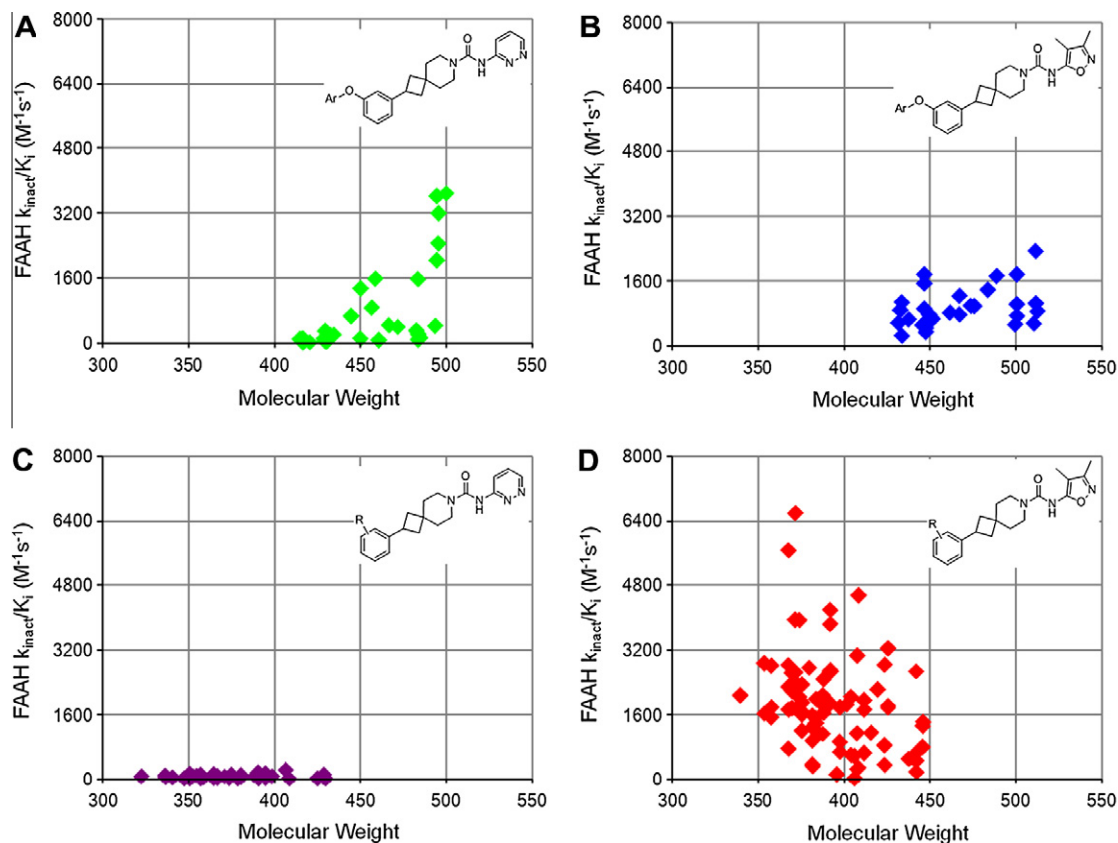 A
8000
6400
4800
3200
1600
0
300 350 400 450 500 550
FAAH kinact/Ki (M-1s-1)
Molecular Weight
Ar O
O
N
N
H
N N
B
8000
6400
4800
3200
1600
0
300 350 400 450 500 550
FAAH kinact/Ki (M-1s-1)
Molecular Weight
Ar O
O
N
N
H
O N
C
8000
6400
4800
3200
1600
0
300 350 400 450 500 550
FAAH kinact/Ki (M-1s-1)
Molecular Weight
R
O
N
N
H
N N
D
8000
6400
4800
3200
1600
0
300 350 400 450 500 550
FAAH kinact/Ki (M-1s-1)
Molecular Weight
R
O
N
N
H
O N